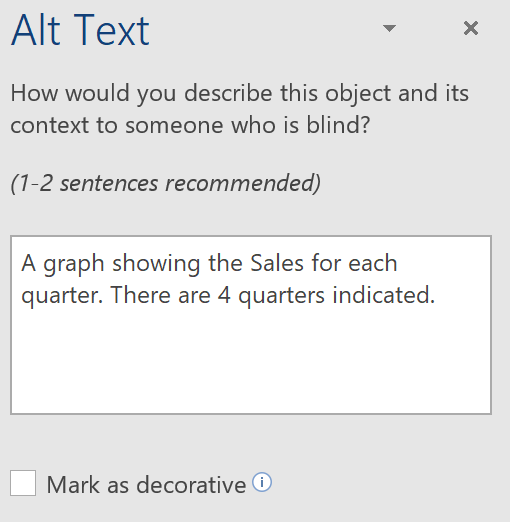 Alt Text
How would you describe this object and its
context to someone who is blind?
(1-2 sentences recommended)
A graph showing the Sales for each
quarter. There are 4 quarters indicated.
Mark as decorative